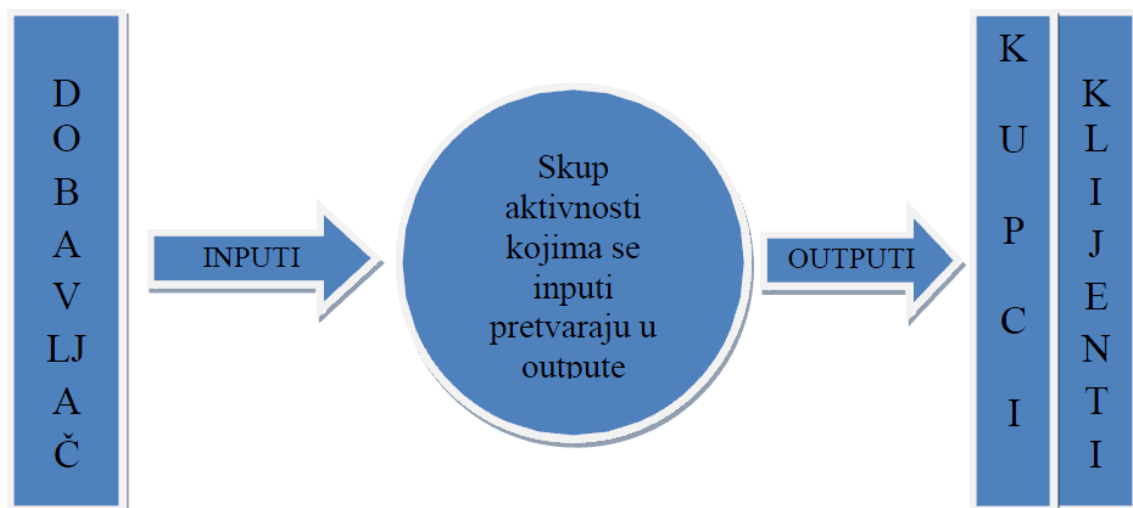 D
O
B
A
V
LJ
A
Č
INPUTI
Skup
aktivnosti
kojima se
inputi
pretvaraju u
outpute
OUTPUTI
K
U
P
C
I
K
L
I
J
E
N
T
I